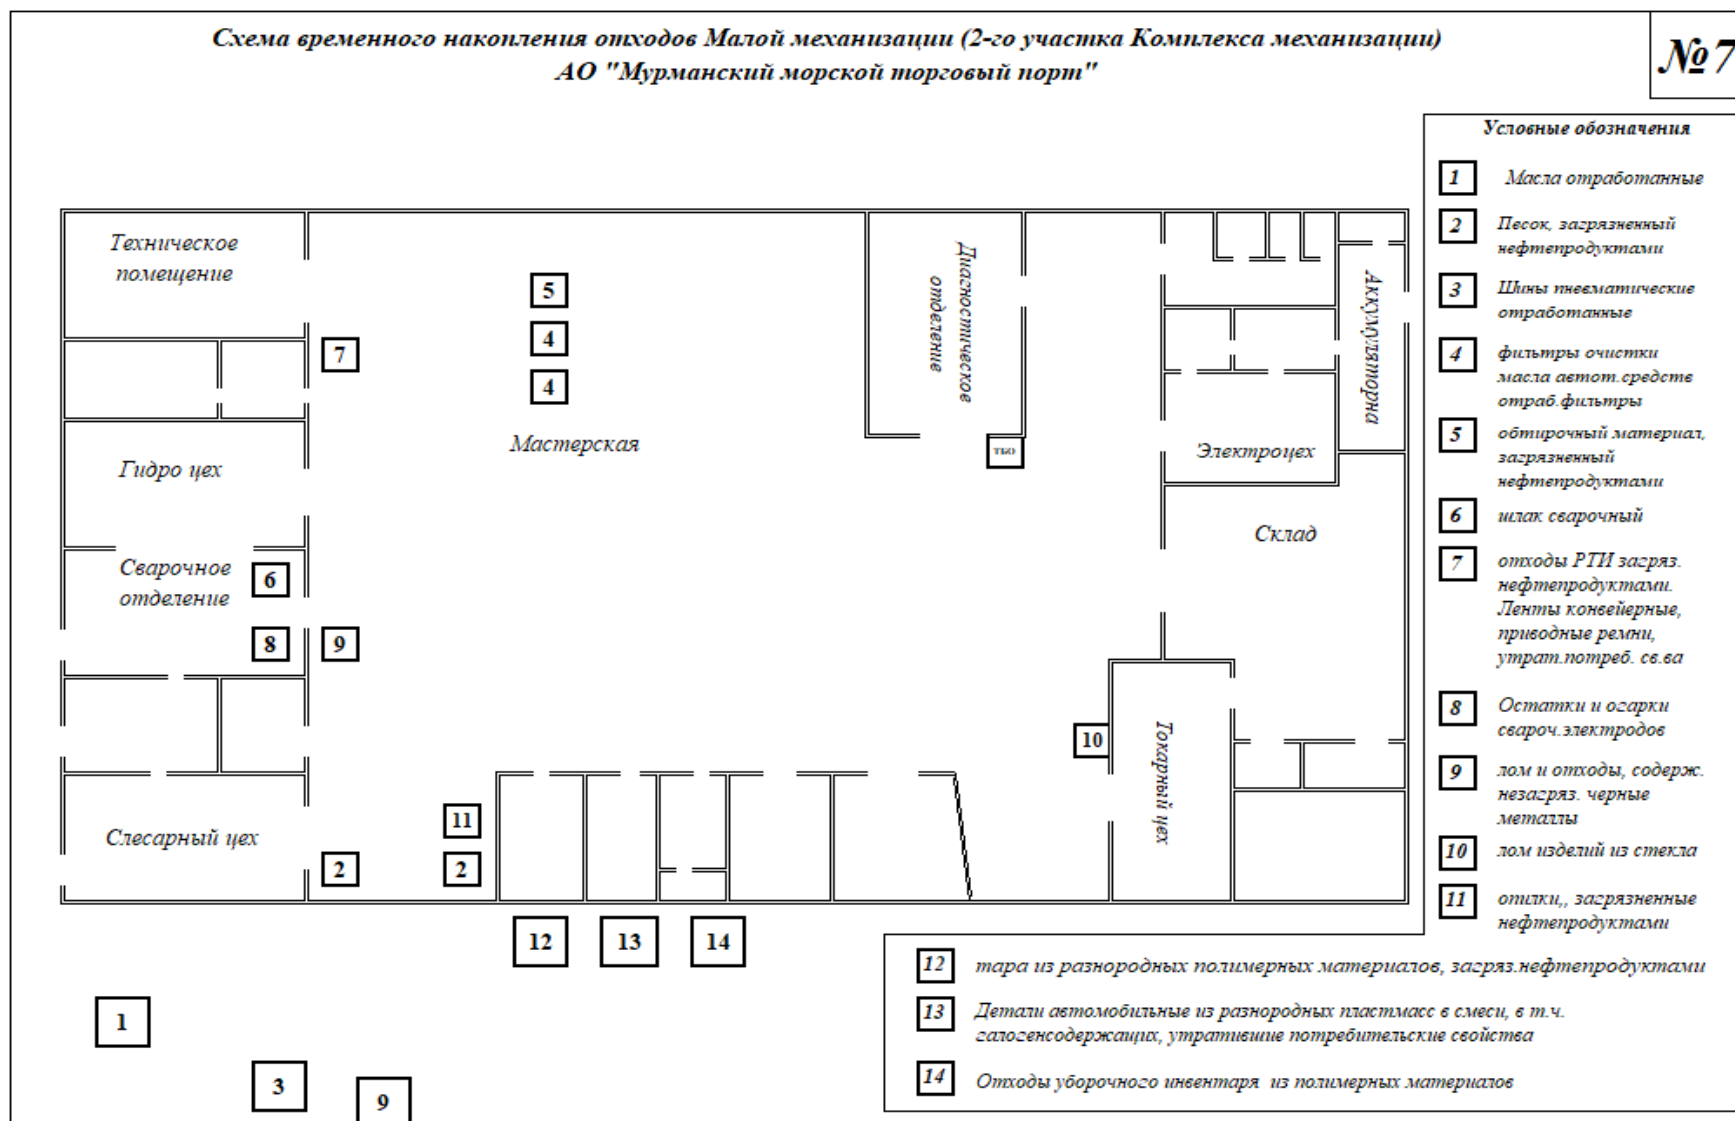 Схема временного накопления отходов Малой механизации (2-го участка Комплекса механизации)
АО "Мурманский морской торговый порт"
№7
Условные обозначения
1 Масла отработанные
2 Песок, загрязненный
нефтепродуктами
3 Шины пневматические
отработанные
4 фильтры очистки
масла автот.средств
отраб.фильтры
5 обтирочный материал,
загрязненный
нефтепродуктами
6 шлак сварочный
7 отходы РТИ загряз.
нефтепродуктами.
Ленты конвейерные,
приводные ремни,
утрат.потреб. св.ва
8 Остатки и огарки
свароч.электродов
9 лом и отходы, содерж.
незагряз. черные
металлы
10 лом изделий из стекла
11 опилки,, загрязненные
нефтепродуктами
12 тара из разнородных полимерных материалов, загряз.нефтепродуктами
13 Детали автомобильные из разнородных пластмасс в смеси, в т.ч.
галогенсодержащих, утратившие потребительские свойства
14 Отходы уборочного инвентаря из полимерных материалов
Техническое
помещение
5
4
4
7
Мастерская
Диагностическое
отделение
ТБО
Аккумуляторна
Электроцех
Склад
Гидро цех
Сварочное
отделение
6
8
9
10
Токарный цех
Слесарный цех
11
2
2
12
13
14
1
3
9